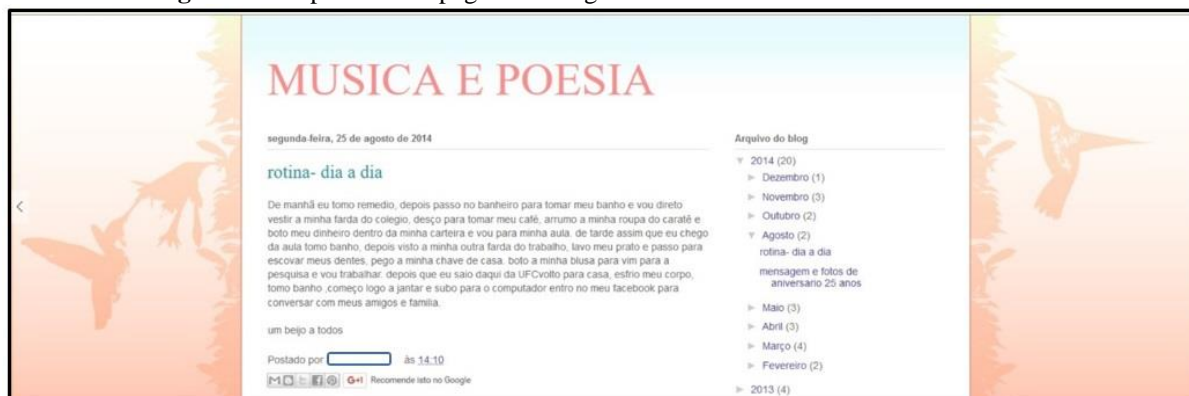 MUSICA E POESIA
segunda-feira, 25 de agosto de 2014
rotina- dia a dia
De manhã eu tomo remedio, depois passo no banheiro para tomar meu banho e vou direto
vestir a minha farda do colegio, desço para tomar meu café, arrumo a minha roupa do caratê e
boto meu dinheiro dentro da minha carteira e vou para minha aula. de tarde assim que eu chego
da aula tomo banho, depois visto a minha outra farda do trabalho, lavo meu prato e passo para
escovar meus dentes, pego a minha chave de casa. boto a minha blusa para vim para a
pesquisa e vou trabalhar. depois que eu saio daqui da UFCvolto para casa, esfrio meu corpo,
tomo banho .começo logo a jantar e subo para o computador entro no meu facebook para
conversar com meus amigos e familia.
um beijo a todos
Postado por às 14:10
G+1 Recomende isto no Google
Arquivo do blog
▼ 2014 (20)
► Dezembro (1)
► Novembro (3)
► Outubro (2)
▼ Agosto (2)
rotina- dia a dia
mensagem e fotos de
aniversario 25 anos
► Maio (3)
► Abril (3)
► Março (4)
► Fevereiro (2)
► 2013 (4)